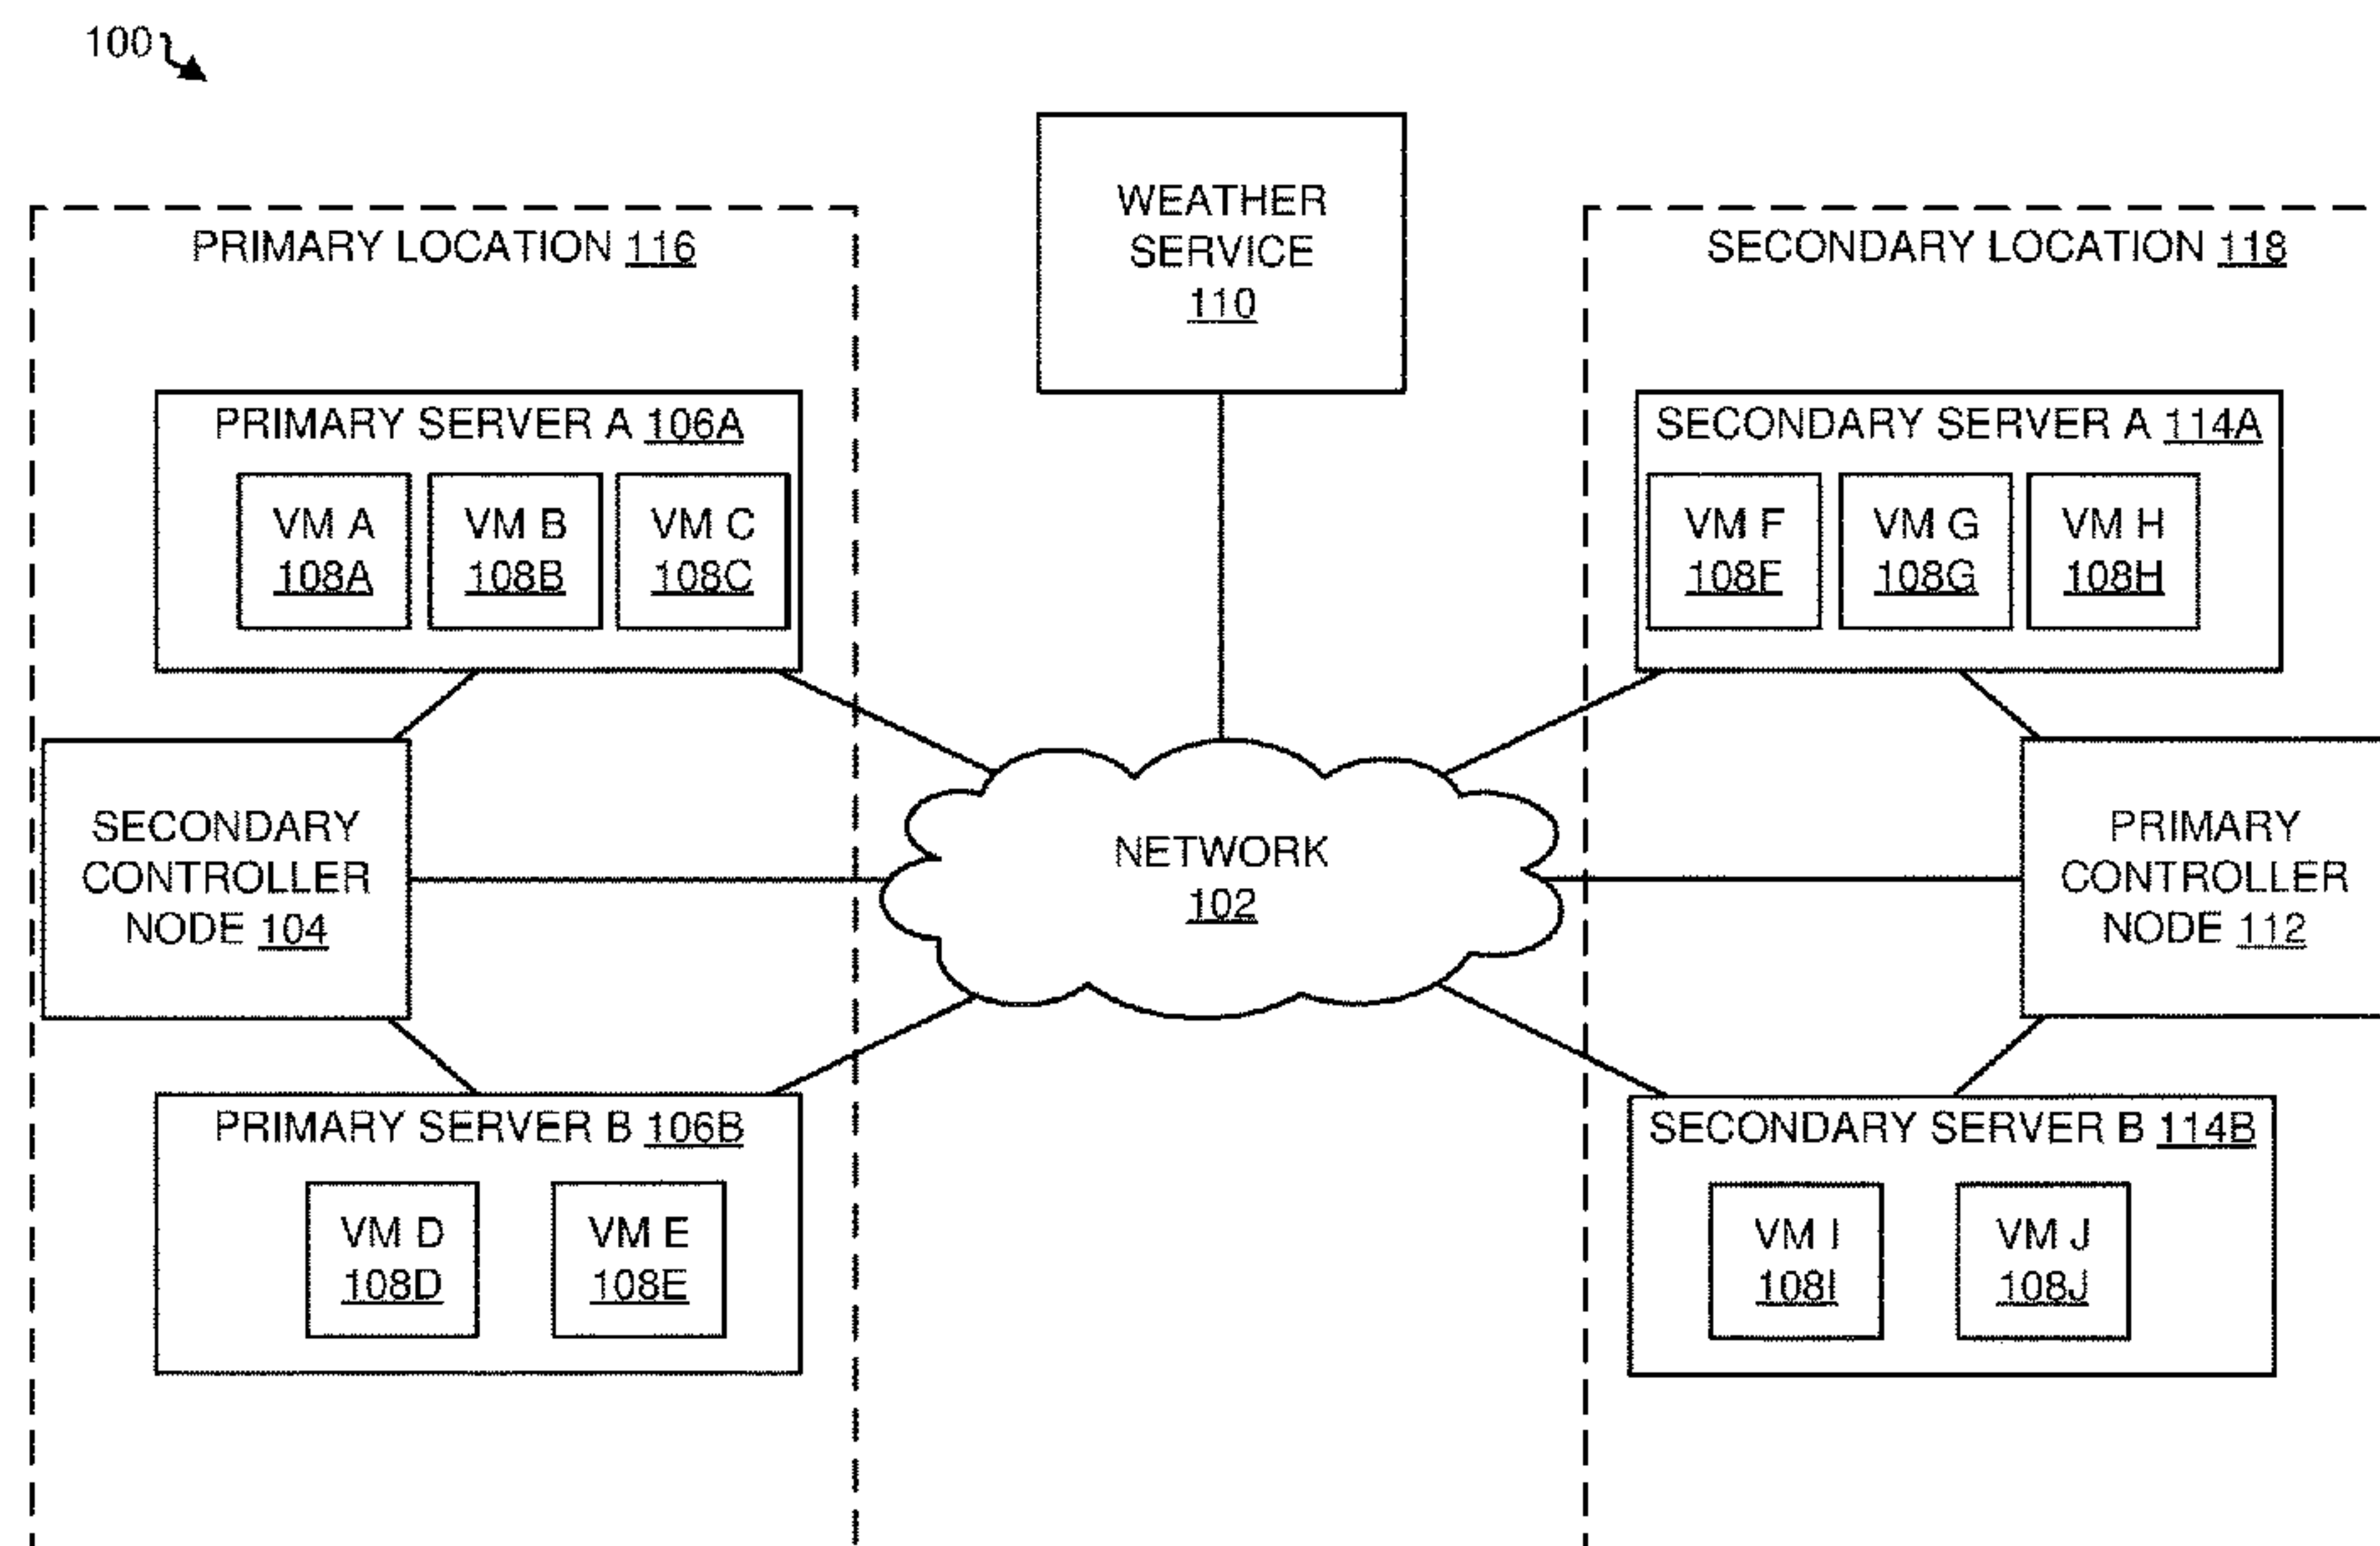 100
WEATHER
SERVICE
110
PRIMARY LOCATION 116
PRIMARY SERVER A 106A
VM A
108A
VM B
108B
VM C
108C
SECONDARY
CONTROLLER
NODE 104
PRIMARY SERVER B 106B
VM D
108D
VM E
108E
NETWORK
102
SECONDARY LOCATION 118
SECONDARY SERVER A 114A
VM F
108F
VM G
108G
VM H
108H
PRIMARY
CONTROLLER
NODE 112
SECONDARY SERVER B 114B
VM I
108I
VM J
108J